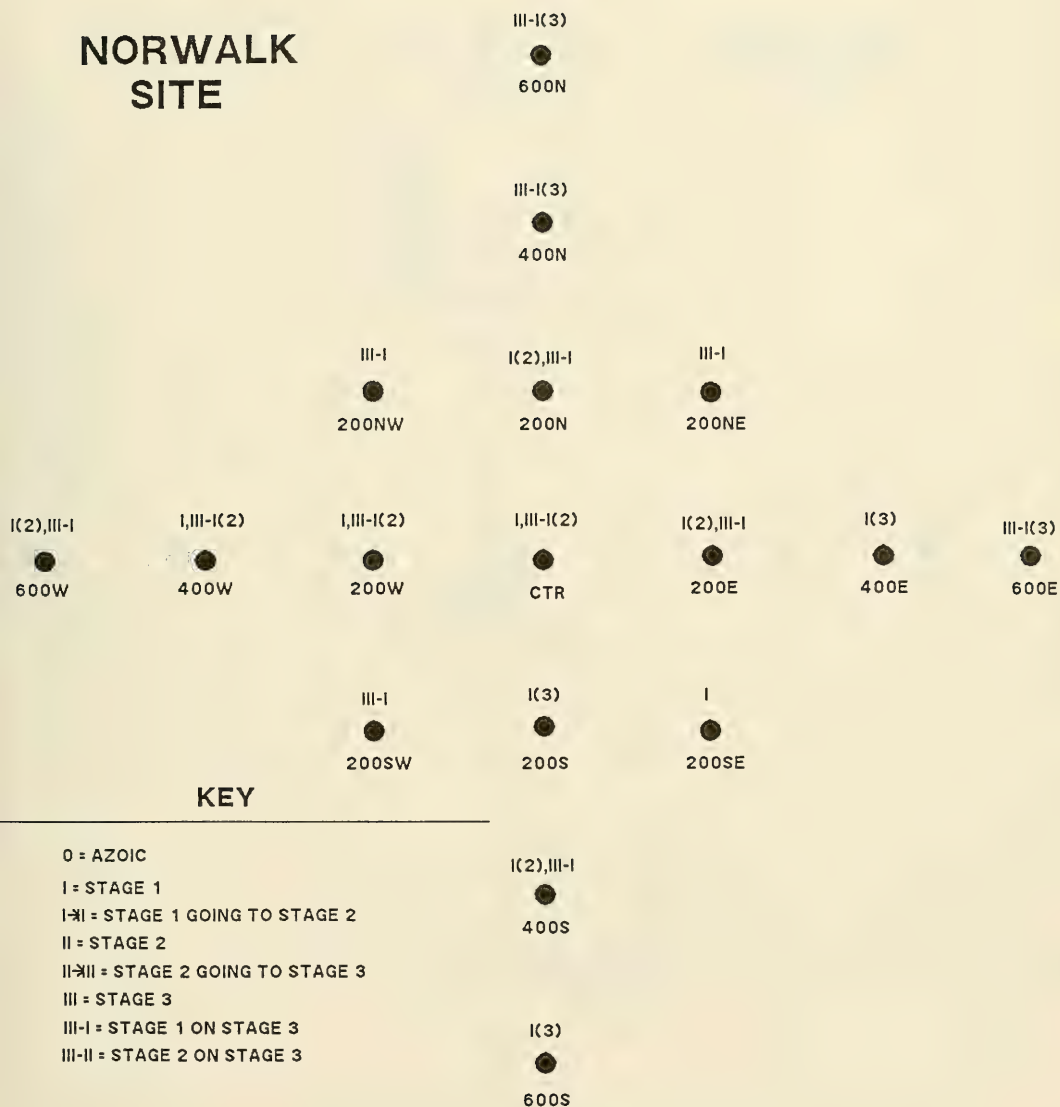 NORWALK
SITE
III-I(3)
600N
III-I(3)
400N
III-I I(2),III-I III-I
200NW 200N 200NE
I(2),III-I I,III-I(2) I,III-I(2) I,III-I(2) I(2),III-I I(3) III-I(3)
600W 400W 200W CTR 200E 400E 600E
III-I I(3) I
200SW 200S 200SE
KEY
0 = AZOIC
I = STAGE 1
I→II = STAGE 1 GOING TO STAGE 2
II = STAGE 2
II→III = STAGE 2 GOING TO STAGE 3
III = STAGE 3
III-I = STAGE 1 ON STAGE 3
III-II = STAGE 2 ON STAGE 3
I(2),III-I
400S
I(3)
600S